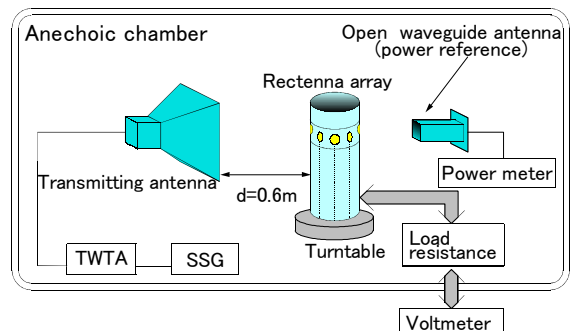 Anechoic chamber
Open waveguide antenna
(power reference)
Rectenna array
Transmitting antenna
d=0.6m
Power meter
Turntable
Load
resistance
TWTA
SSG
Voltmeter